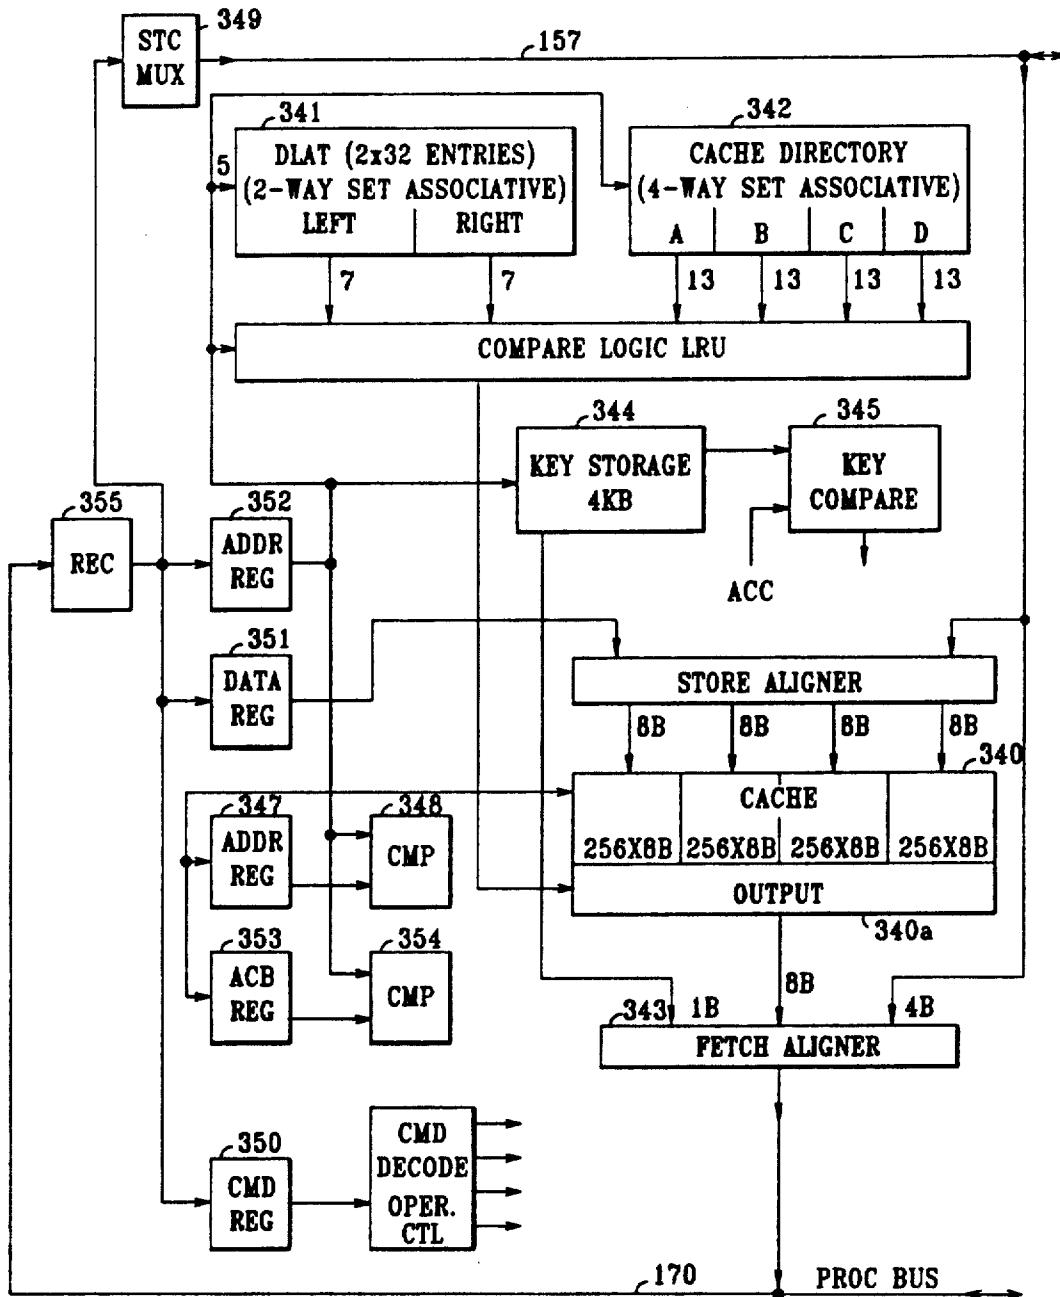 349
STC
MUX
157
341
342
5
DLAT (2x32 ENTRIES)
(2-WAY SET ASSOCIATIVE)
LEFT
RIGHT
CACHE DIRECTORY
(4-WAY SET ASSOCIATIVE)
A
B
C
D
7
7
13
13
13
13
COMPARE LOGIC LRU
344
345
KEY STORAGE
4KB
KEY
COMPARE
355
352
REC
ADDR
REG
ACC
351
DATA
REG
STORE ALIGNER
8B
8B
8B
8B
340
CACHE
347
348
ADDR
REG
CMP
256X8B
256X8B
256X8B
256X8B
OUTPUT
340a
353
354
ACB
REG
CMP
8B
343
1B
4B
FETCH ALIGNER
350
CMD
REG
CMD
DECODE
OPER.
CTL
170
PROC BUS